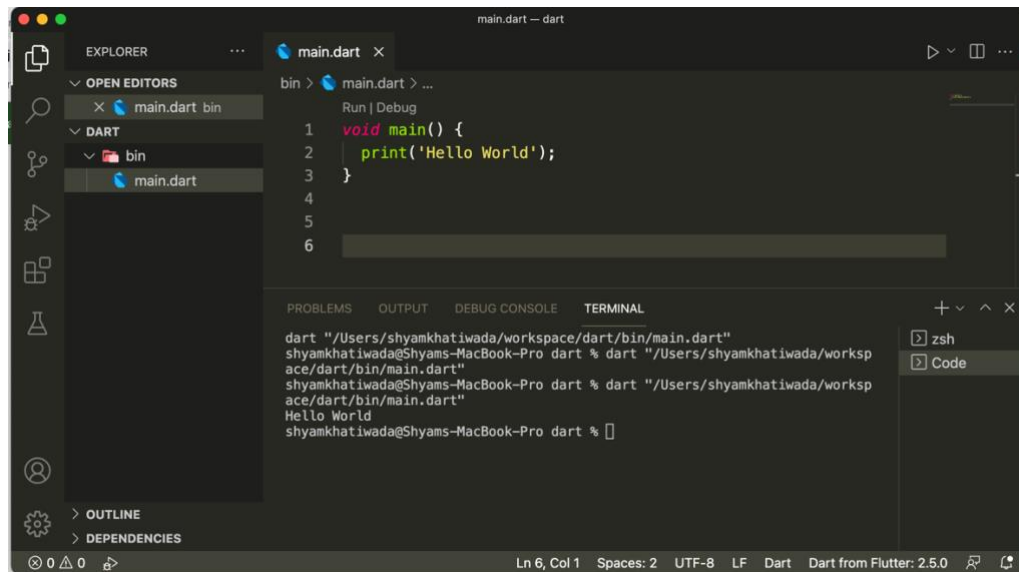 main.dart — dart
EXPLORER
main.dart
OPEN EDITORS
main.dart bin
DART
bin
main.dart
OUTLINE
DEPENDENCIES
bin > main.dart > ...
Run | Debug
1 void main() {
2 print('Hello World');
3 }
4
5
6
PROBLEMS OUTPUT DEBUG CONSOLE TERMINAL
dart "/Users/shyamkhatiwada/workspace/dart/bin/main.dart"
shyamkhatiwada@Shyams-MacBook-Pro dart % dart "/Users/shyamkhatiwada/worksp
ace/dart/bin/main.dart"
shyamkhatiwada@Shyams-MacBook-Pro dart % dart "/Users/shyamkhatiwada/worksp
ace/dart/bin/main.dart"
Hello World
shyamkhatiwada@Shyams-MacBook-Pro dart %
zsh
Code
0 0 Ln 6, Col 1 Spaces: 2 UTF-8 LF Dart Dart from Flutter: 2.5.0